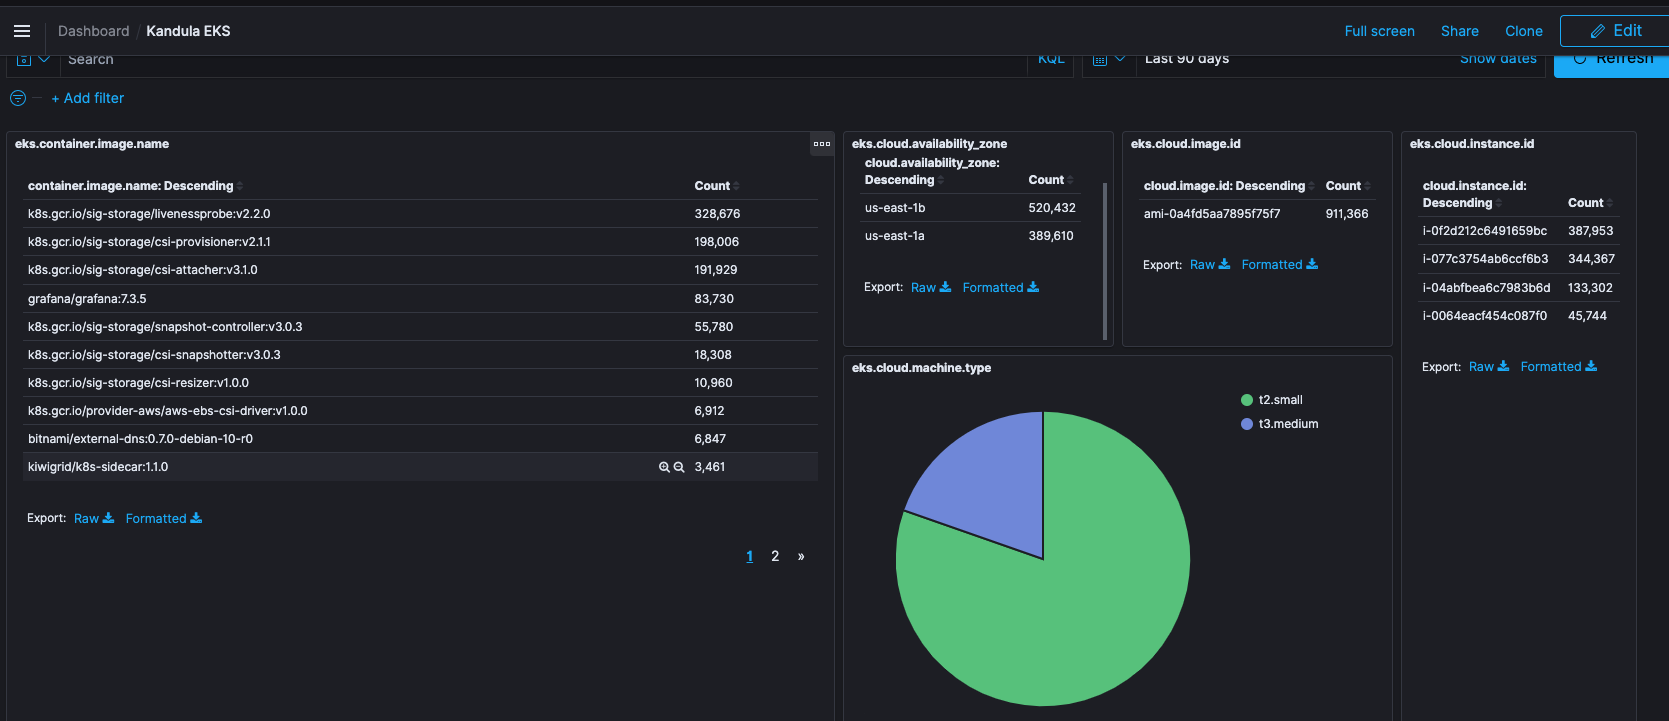 Dashboard / Kandula EKS
Full screen
Share
Clone
Edit
Search
KQL
Last 90 days
Show dates
Refresh
+ Add filter
eks.container.image.name
container.image.name: Descending Count
k8s.gcr.io/sig-storage/livenessprobe:v2.2.0 328,676
k8s.gcr.io/sig-storage/csi-provisioner:v2.1.1 198,006
k8s.gcr.io/sig-storage/csi-attacher:v3.1.0 191,929
grafana/grafana:7.3.5 83,730
k8s.gcr.io/sig-storage/snapshot-controller:v3.0.3 55,780
k8s.gcr.io/sig-storage/csi-snapshotter:v3.0.3 18,308
k8s.gcr.io/sig-storage/csi-resizer:v1.0.0 10,960
k8s.gcr.io/provider-aws/aws-ebs-csi-driver:v1.0.0 6,912
bitnami/external-dns:0.7.0-debian-10-r0 6,847
kiwigrid/k8s-sidecar:1.1.0 3,461
Export: Raw Formatted
1 2 »
eks.cloud.availability_zone
cloud.availability_zone:
Descending Count
us-east-1b 520,432
us-east-1a 389,610
Export: Raw Formatted
eks.cloud.image.id
cloud.image.id: Descending Count
ami-0a4fd5aa7895f75f7 911,366
Export: Raw Formatted
eks.cloud.instance.id
cloud.instance.id:
Descending Count
i-0f2d212c6491659bc 387,953
i-077c3754ab6ccf6b3 344,367
i-04abfbea6c7983b6d 133,302
i-0064eacf454c087f0 45,744
Export: Raw Formatted
eks.cloud.machine.type
t2.small
t3.medium